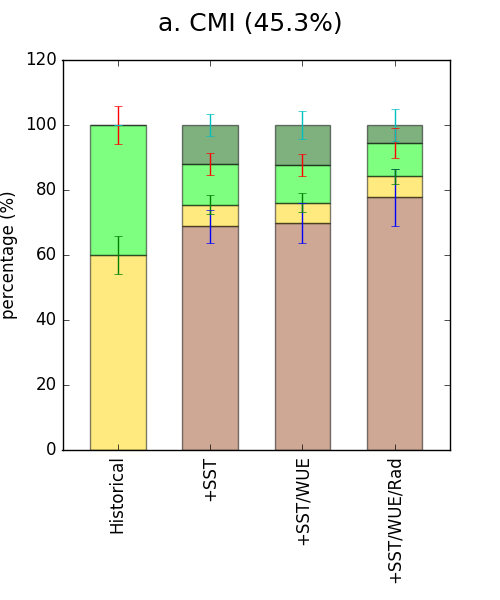 a. CMI (45.3%)
percentage (%)
120
100
80
60
40
20
0
Historical
+SST
+SST/WUE
+SST/WUE/Rad